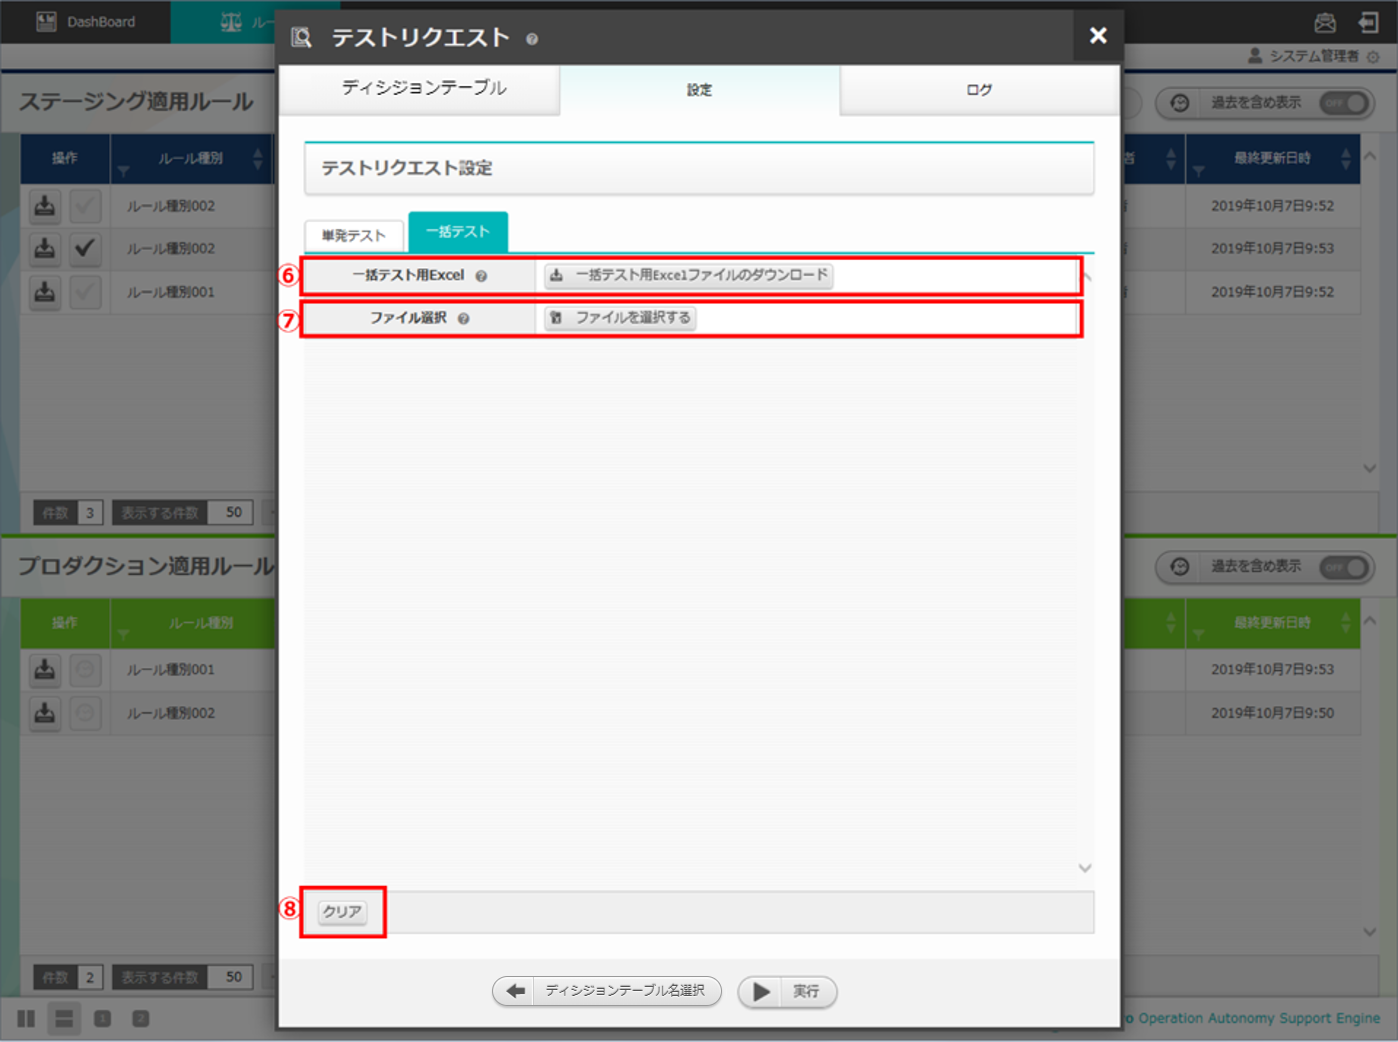 DashBoard
ルー
システム管理者
テストリクエスト
ディシジョンテーブル
設定
ログ
ステージング適用ルール
過去を含め表示 OFF
操作 ルール種別
者 最終更新日時
ルール種別002
2019年10月7日9:52
ルール種別002
2019年10月7日9:53
ルール種別001
2019年10月7日9:52
件数 3 表示する件数 50
テストリクエスト設定
単発テスト
一括テスト
⑥ 一括テスト用Excel 一括テスト用Excelファイルのダウンロード
⑦ ファイル選択 ファイルを選択する
⑧ クリア
ディシジョンテーブル名選択
実行
プロダクション適用ルール
過去を含め表示 OFF
操作 ルール種別
最終更新日時
ルール種別001
2019年10月7日9:53
ルール種別002
2019年10月7日9:50
件数 2 表示する件数 50
1 2
o Operation Autonomy Support Engine